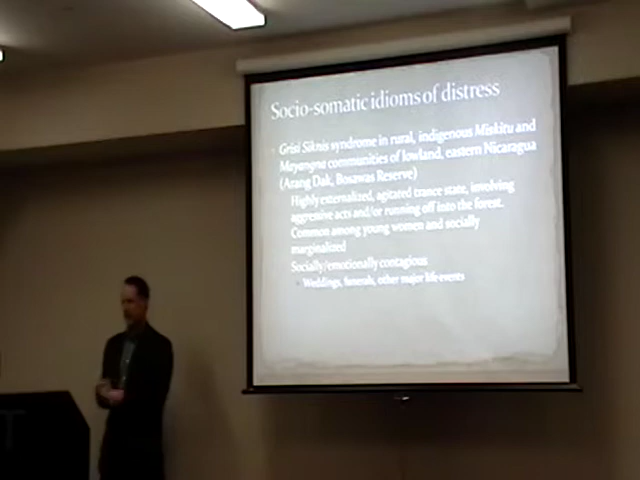 Socio-somatic idioms of distress
Grisi Siknis syndrome in rural, indigenous Miskitu and
Mayangna communities of lowland, eastern Nicaragua
(Arang Dak, Bosawas Reserve)
Highly externalized, agitated trance state, involving
aggressive acts and/or running off into the forest.
Common among young women and socially
marginalized
Socially/emotionally contagious
Weddings, funerals, other major life events